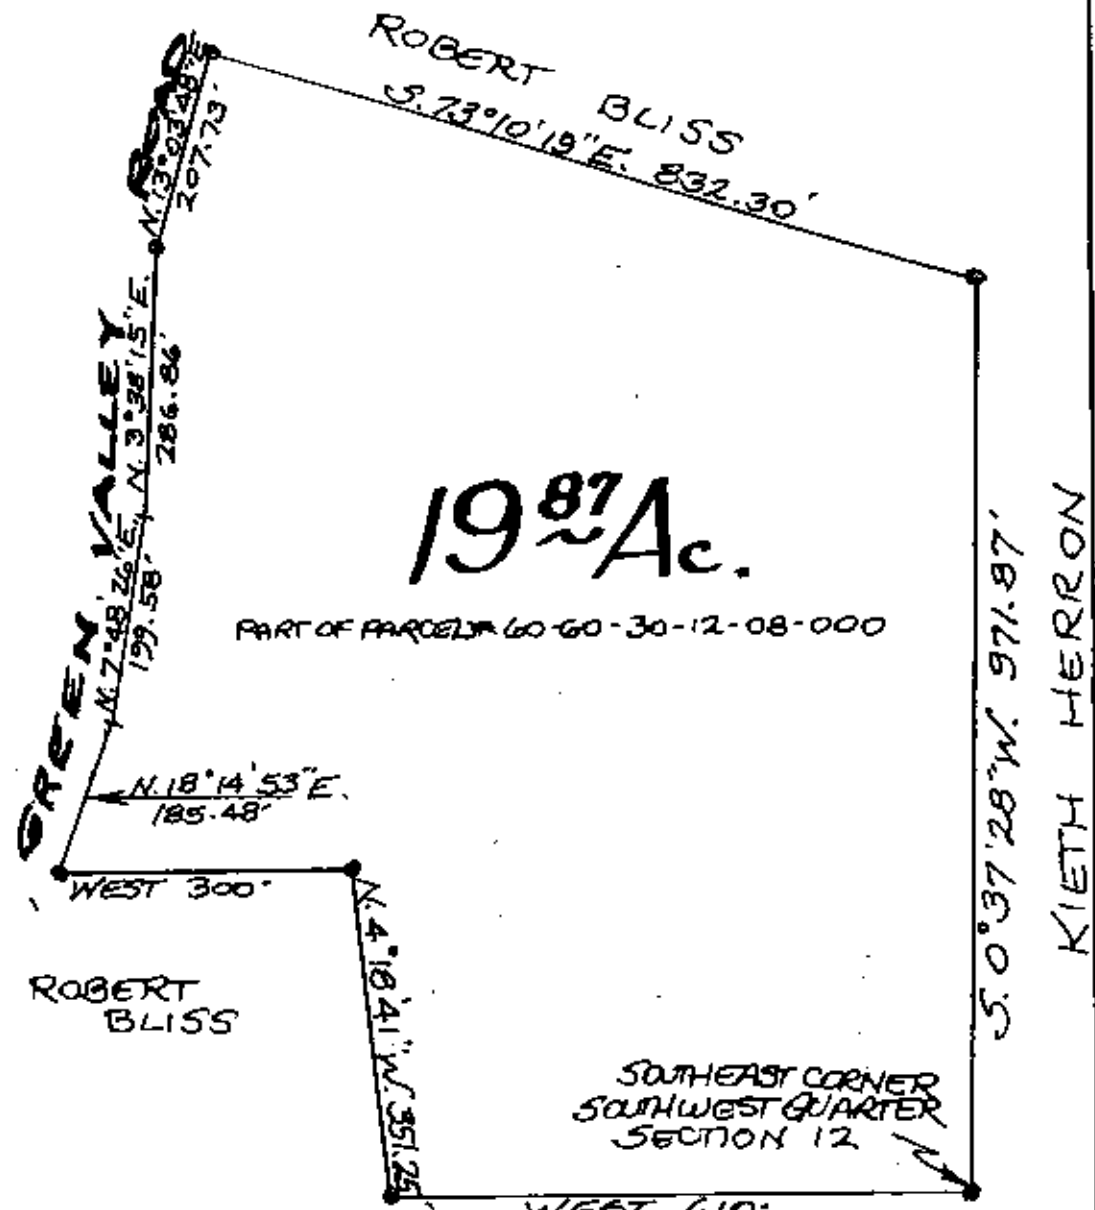 ROBERT BLISS
S. 73° 10' 19" E. 832.30'
N. 13° 03' 48" E.
207.73'
GREEN VALLEY ROAD
N. 3° 38' 15" E.
286.86'
N. 7° 48' 26" E.
199.58'
19 87 Ac.
PART OF PARCEL# 60-60-30-12-08-000
N. 18° 14' 53" E.
185.48'
WEST 300'
N. 4° 18' 41" W. 351.25'
ROBERT
BLISS
S. 0° 37' 28" W. 971.87'
KIETH HERRON
SOUTHEAST CORNER
SOUTHWEST QUARTER
SECTION 12
WEST 610'